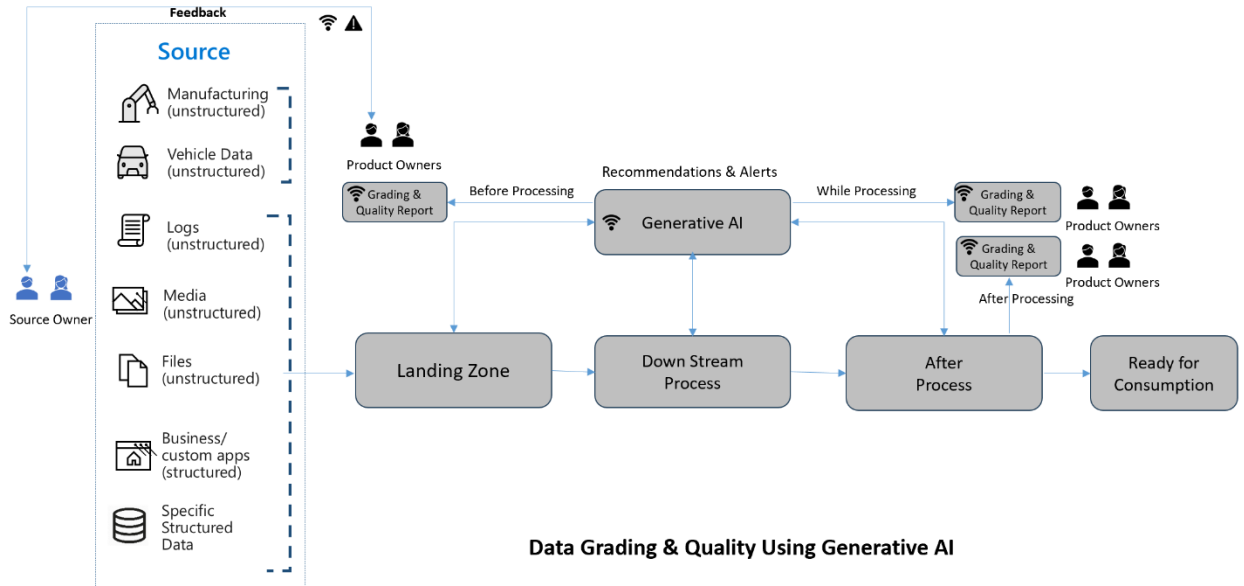 Feedback
Source
Manufacturing
(unstructured)
Vehicle Data
(unstructured)
Logs
(unstructured)
Media
(unstructured)
Files
(unstructured)
Business/
custom apps
(structured)
Specific
Structured
Data
Source Owner
Product Owners
Grading &
Quality Report
Before Processing
Recommendations & Alerts
Generative AI
While Processing
Grading &
Quality Report
Product Owners
Grading &
Quality Report
Product Owners
After Processing
Landing Zone
Down Stream
Process
After
Process
Ready for
Consumption
Data Grading & Quality Using Generative AI